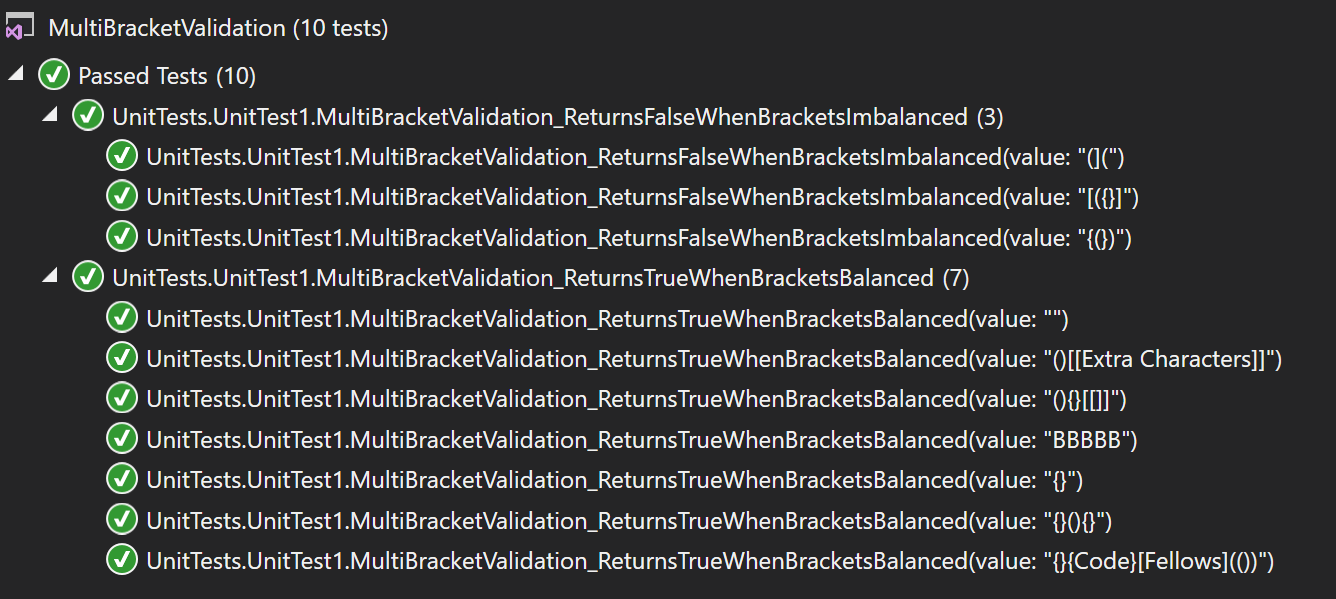 MultiBracketValidation (10 tests)
Passed Tests (10)
UnitTests.UnitTest1.MultiBracketValidation_ReturnsFalseWhenBracketsImbalanced (3)
UnitTests.UnitTest1.MultiBracketValidation_ReturnsFalseWhenBracketsImbalanced(value: "(](")
UnitTests.UnitTest1.MultiBracketValidation_ReturnsFalseWhenBracketsImbalanced(value: "[({}]")
UnitTests.UnitTest1.MultiBracketValidation_ReturnsFalseWhenBracketsImbalanced(value: "{(})")
UnitTests.UnitTest1.MultiBracketValidation_ReturnsTrueWhenBracketsBalanced (7)
UnitTests.UnitTest1.MultiBracketValidation_ReturnsTrueWhenBracketsBalanced(value: "")
UnitTests.UnitTest1.MultiBracketValidation_ReturnsTrueWhenBracketsBalanced(value: "()[[Extra Characters]]")
UnitTests.UnitTest1.MultiBracketValidation_ReturnsTrueWhenBracketsBalanced(value: "(){}[[]]")
UnitTests.UnitTest1.MultiBracketValidation_ReturnsTrueWhenBracketsBalanced(value: "BBBBB")
UnitTests.UnitTest1.MultiBracketValidation_ReturnsTrueWhenBracketsBalanced(value: "{}")
UnitTests.UnitTest1.MultiBracketValidation_ReturnsTrueWhenBracketsBalanced(value: "{}(){}")
UnitTests.UnitTest1.MultiBracketValidation_ReturnsTrueWhenBracketsBalanced(value: "{}{Code}[Fellows](())")